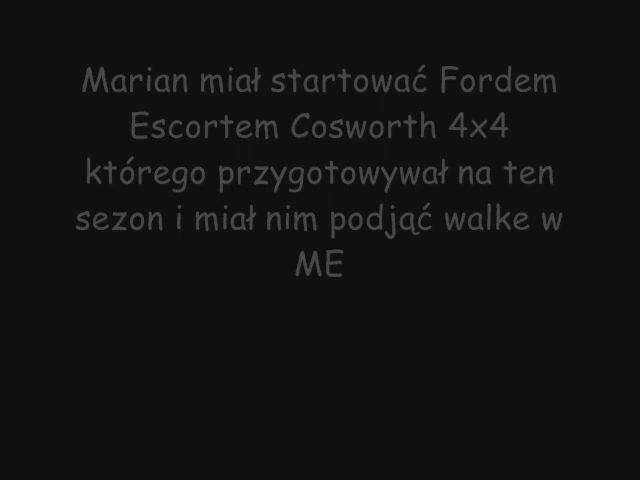 Marian miał startować Fordem
Escortem Cosworth 4x4
którego przygotowywał na ten
sezon i miał nim podjąć walke w
ME